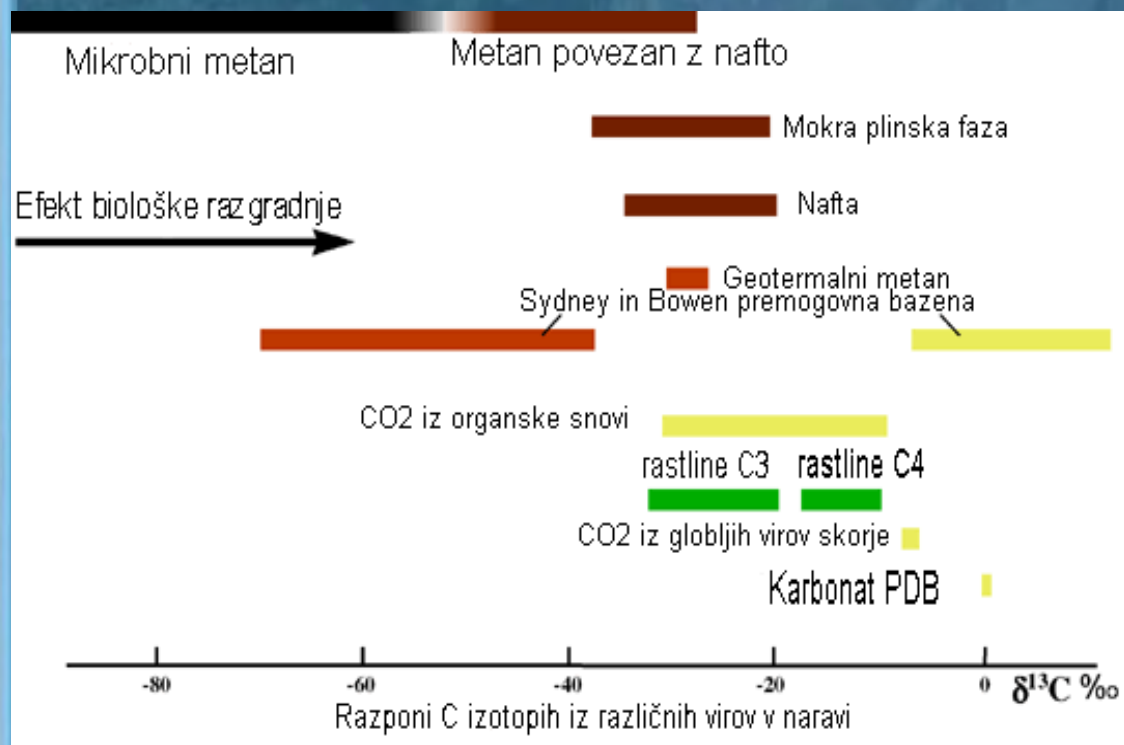 Mikrobni metan
Metan povezan z nafto
Mokra plinska faza
Efekt biološke razgradnje
Nafta
Geotermalni metan
Sydney in Bowen premogovna bazena
CO2 iz organske snovi
rastline C3 rastline C4
CO2 iz globljih virov skorje
Karbonat PDB
-80 -60 -40 -20 0 δ¹³C ‰
Razponi C izotopih iz različnih virov v naravi